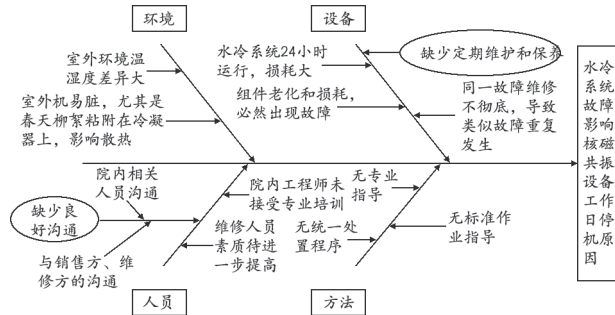 环境
设备
室外环境温
湿度差异大
室外机易脏，尤其是
春天柳絮粘附在冷凝
器上，影响散热
水冷系统24小时
运行，损耗大
缺少定期维护和保养
组件老化和损耗，
必然出现故障
同一故障维修
不彻底，导致
类似故障重复
发生
水冷
系统
故障
影响
核磁
共振
设备
工作
日停
机原
因
院内相关
人员沟通
缺少良
好沟通
与销售方、维
修方的沟通
院内工程师未
接受专业培训
维修人员
素质待进
一步提高
无专业
指导
无统一处
置程序
无标准作
业指导
人员
方法